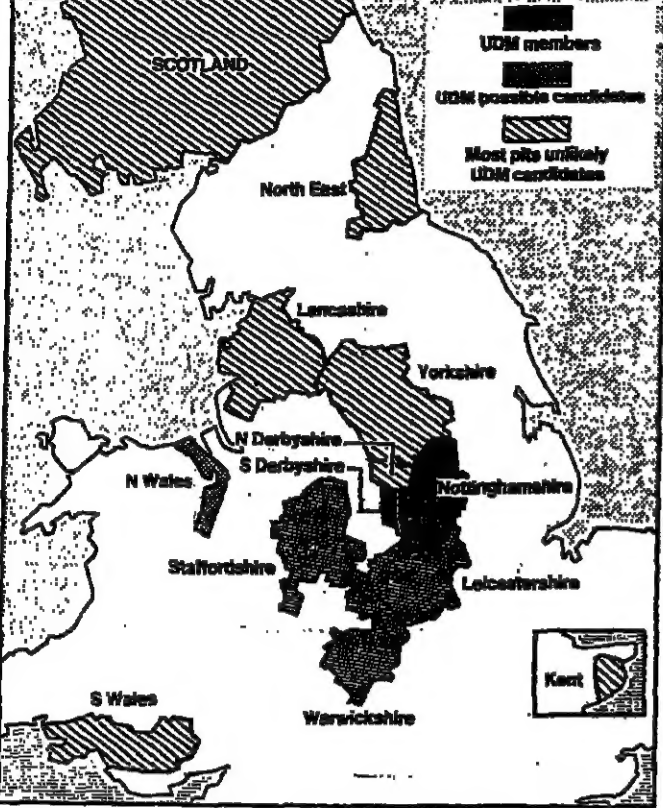 UDM members
UDM possible candidates
Most pits unlikely
UDM candidates
SCOTLAND
North East
Lancashire
Yorkshire
N Derbyshire
S Derbyshire
Nottinghamshire
N Wales
Staffordshire
Leicestershire
Kent
S Wales
Warwickshire